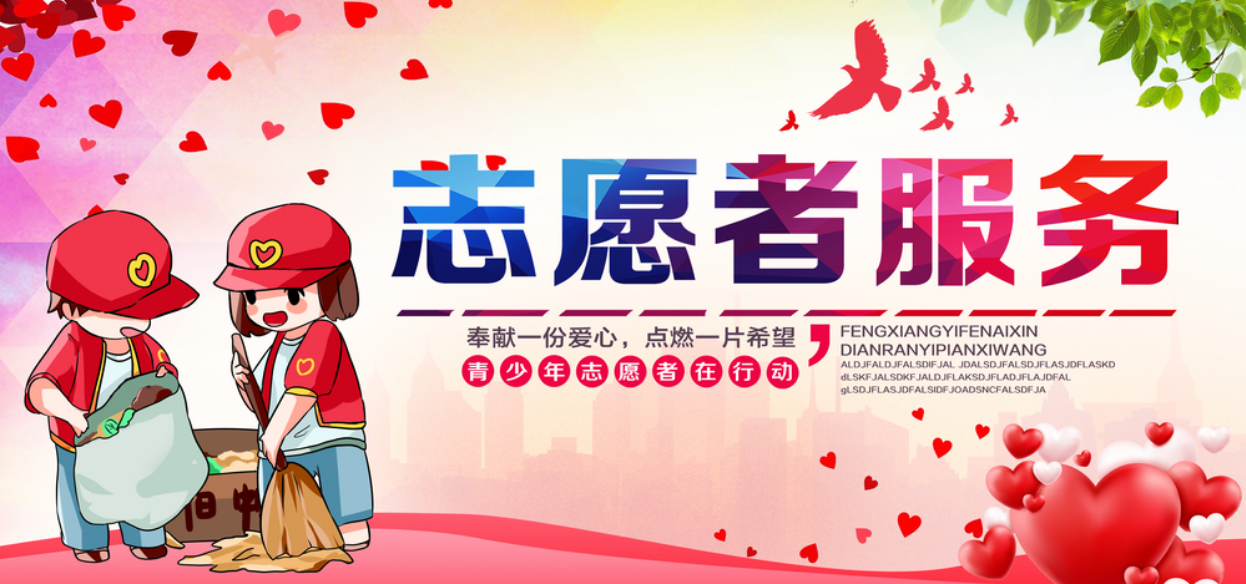 志愿者服务
奉献一份爱心，点燃一片希望
青少年志愿者在行动
FENGXIANGYIFENAIXIN
DIANRANYIPIANXIWANG
ALDJFALDJFALSDIFJAL JDALSDJFALSDJFLASJDFLASKD
dLSKFJALSDKFJALDJFLAKSDJFLADJFLAJDFAL
gLSDJFLASJDFALSIDFJOADSNCFALSDFJA
旧